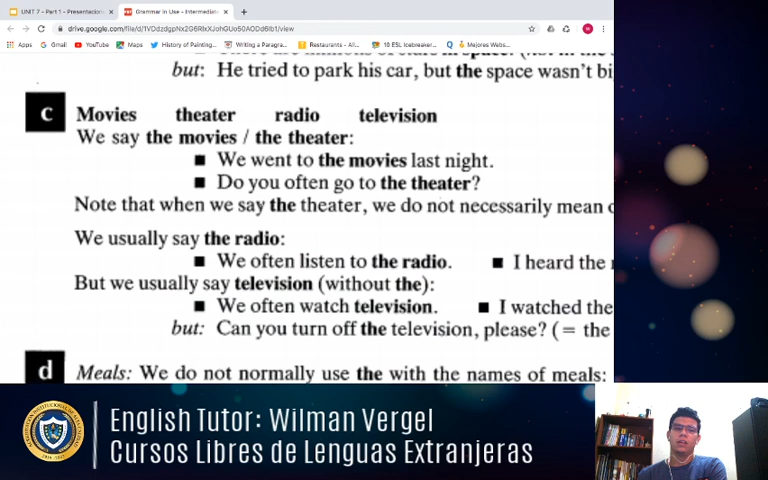 UNIT 7 - Part 1 - Presentacion
Grammar in Use - Intermediate
drive.google.com/file/d/1VDdzdgpNx2G6RlxXJohGUo50AODd6Ib1/view
Apps Gmail YouTube Maps History of Painting... Writing a Paragra... Restaurants - All... 10 ESL Icebreaker... Mejores Webs...
but: He tried to park his car, but the space wasn't bi
c Movies theater radio television
We say the movies / the theater:
■ We went to the movies last night.
■ Do you often go to the theater?
Note that when we say the theater, we do not necessarily mean
We usually say the radio:
■ We often listen to the radio. ■ I heard the
But we usually say television (without the):
■ We often watch television. ■ I watched the
but: Can you turn off the television, please? (= the
d Meals: We do not normally use the with the names of meals:
English Tutor: Wilman Vergel
Cursos Libres de Lenguas Extranjeras